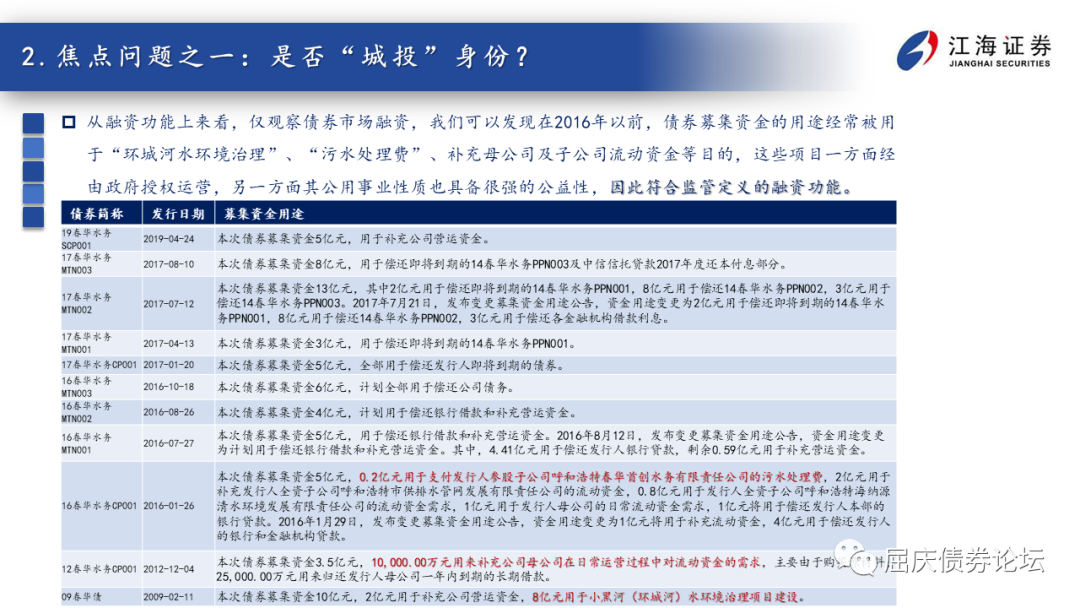 2. 焦点问题之一：是否“城投”身份？
江海证券
JIANGHAI SECURITIES
从融资功能上来看，仅观察债券市场融资，我们可以发现在2016年以前，债券募集资金的用途经常被用
于“环城河水环境治理”、“污水处理费”、补充母公司及子公司流动资金等目的，这些项目一方面经
由政府授权运营，另一方面其公用事业性质也具备很强的公益性，因此符合监管定义的融资功能。
债券简称 发行日期 募集资金用途
19春华水务
SCP001
2019-04-24
本次债券募集资金5亿元，用于补充公司营运资金。
17春华水务
MTN003
2017-08-10
本次债券募集资金8亿元，用于偿还即将到期的14春华水务PPN003及中信信托贷款2017年度还本付息部分。
17春华水务
MTN002
2017-07-12
本次债券募集资金13亿元，其中2亿元用于偿还即将到期的14春华水务PPN001，8亿元用于偿还14春华水务PPN002，3亿元用于
偿还14春华水务PPN003。2017年7月21日，发布变更募集资金用途公告，资金用途变更为2亿元用于偿还即将到期的14春华水
务PPN001，8亿元用于偿还14春华水务PPN002，3亿元用于偿还各金融机构借款利息。
17春华水务
MTN001
2017-04-13
本次债券募集资金3亿元，用于偿还即将到期的14春华水务PPN001。
17春华水务CP001 2017-01-20 本次债券募集资金5亿元，全部用于偿还发行人即将到期的债券。
16春华水务
MTN003
2016-10-18
本次债券募集资金6亿元，计划全部用于偿还公司债务。
16春华水务
MTN002
2016-08-26
本次债券募集资金4亿元，计划用于偿还银行借款和补充营运资金。
16春华水务
MTN001
2016-07-27
本次债券募集资金5亿元，用于偿还银行借款和补充营运资金。2016年8月12日，发布变更募集资金用途公告，资金用途变更
为计划用于偿还银行借款和补充营运资金。其中，4.41亿元用于偿还发行人银行贷款，剩余0.59亿元用于补充营运资金。
16春华水务CP001 2016-01-26
本次债券募集资金5亿元，0.2亿元用于支付发行人参股子公司呼和浩特春华首创水务有限责任公司的污水处理费，2亿元用于
补充发行人全资子公司呼和浩特市供排水管网发展有限责任公司的流动资金，0.8亿元用于发行人全资子公司呼和浩特海纳源
清水环境发展有限责任公司的流动资金需求，1亿元用于发行人母公司的日常流动资金需求，1亿元将用于偿还发行人本部的
银行贷款。2016年1月29日，发布变更募集资金用途公告，资金用途变更为1亿元将用于补充流动资金，4亿元用于偿还发行人
的银行和金融机构贷款。
12春华水务CP001 2012-12-04
本次债券募集资金3.5亿元，10,000.00万元用来补充公司母公司在日常运营过程中对流动资金的需求，主要由于购
25,000.00万元用来归还发行人母公司一年内到期的长期借款。
09春华债 2009-02-11 本次债券募集资金10亿元，2亿元用于补充公司营运资金，8亿元用于小黑河（环城河）水环境治理项目建设。
屈庆债券论坛